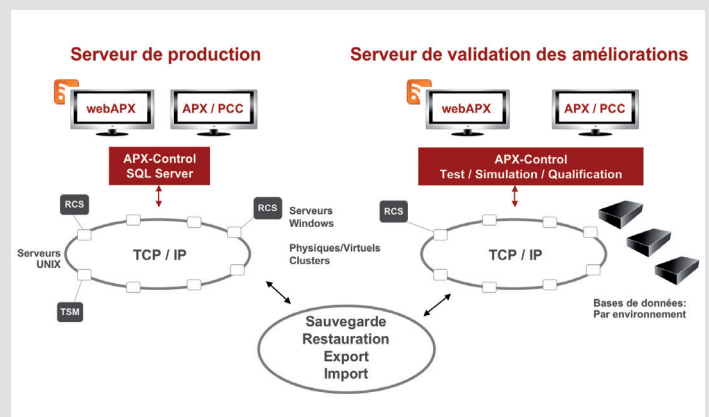 Serveur de production
Serveur de validation des améliorations
webAPX
APX / PCC
webAPX
APX / PCC
APX-Control
SQL Server
APX-Control
Test / Simulation / Qualification
RCS
RCS
Serveurs
Windows
Physiques/Virtuels
Clusters
RCS
Serveurs
UNIX
TCP / IP
TCP / IP
TSM
Bases de données:
Par environnement
Sauvegarde
Restauration
Export
Import